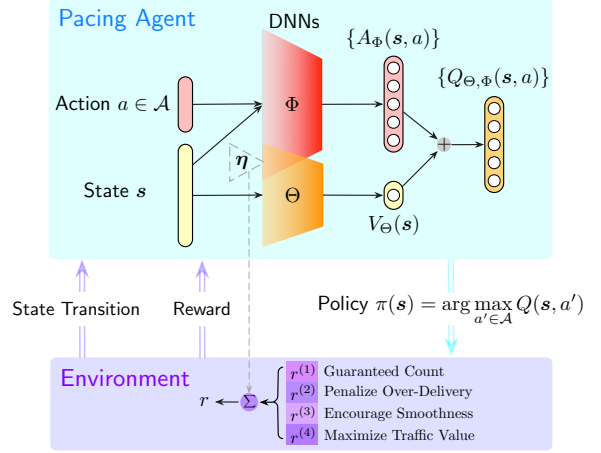 Pacing Agent
DNNs
{A_Φ(s, a)}
{Q_Θ,Φ(s, a)}
Action a ∈ 𝒜
Φ
+
η
State s
Θ
V_Θ(s)
State Transition
Reward
Policy π(s) = arg max Q(s, a′)
a′∈𝒜
Environment
r
Σ
r^(1) Guaranteed Count
r^(2) Penalize Over-Delivery
r^(3) Encourage Smoothness
r^(4) Maximize Traffic Value